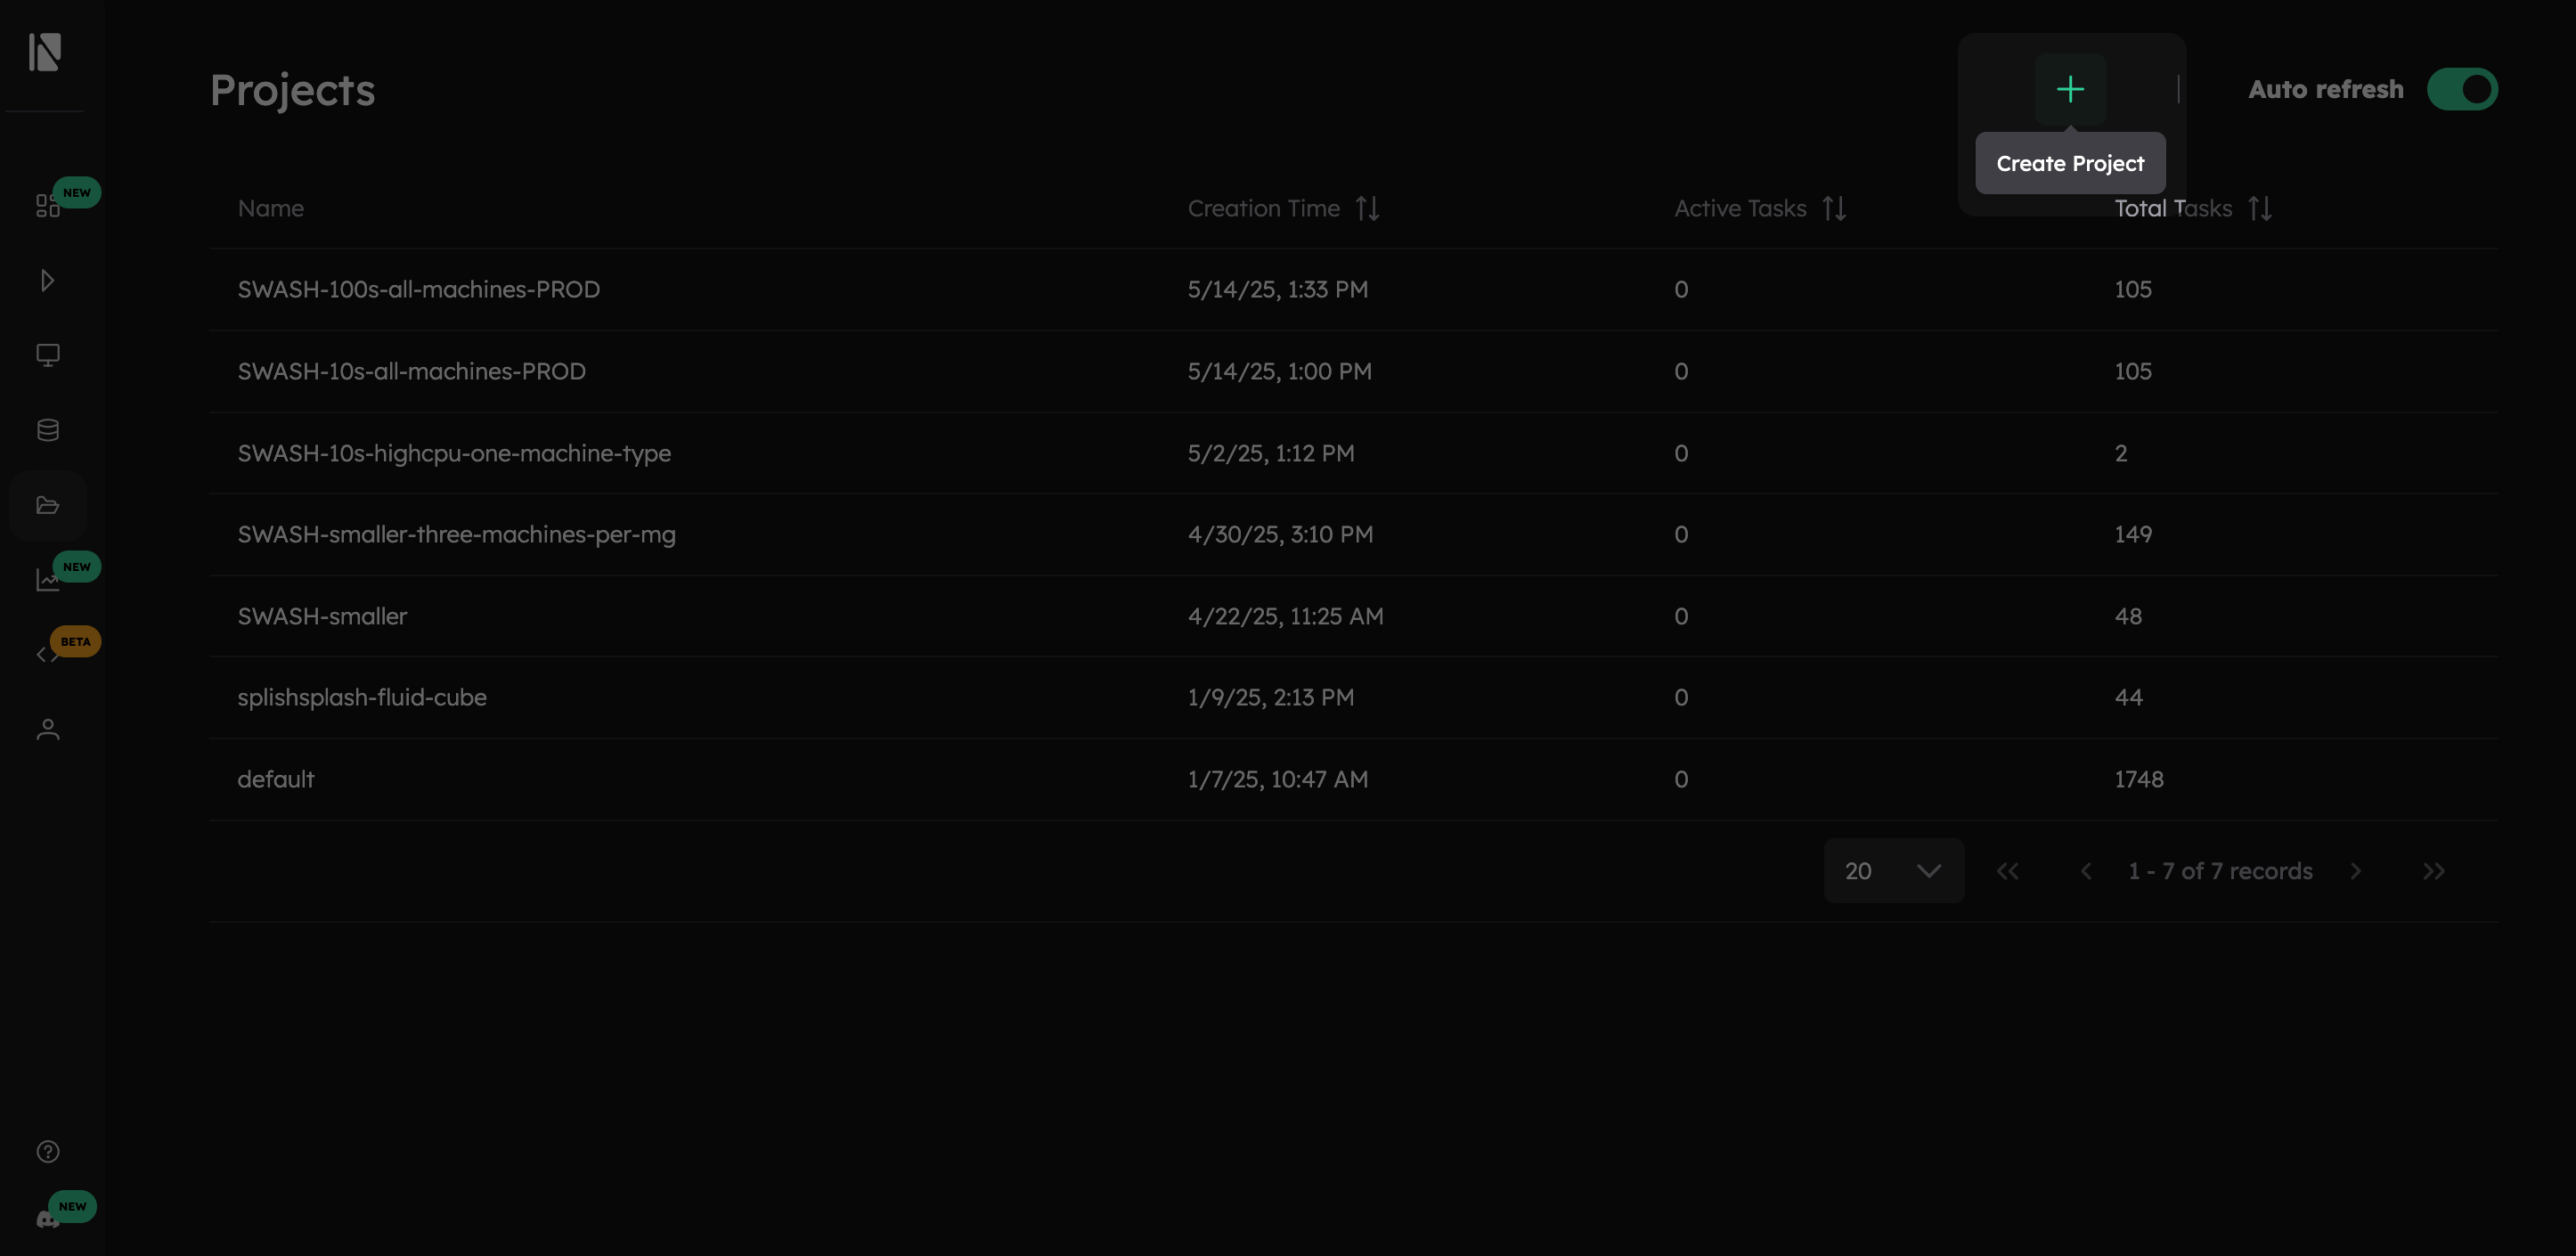 Projects
Auto refresh
Create Project
NEW
Name Creation Time Active Tasks Total Tasks
SWASH-100s-all-machines-PROD 5/14/25, 1:33 PM 0 105
SWASH-10s-all-machines-PROD 5/14/25, 1:00 PM 0 105
SWASH-10s-highcpu-one-machine-type 5/2/25, 1:12 PM 0 2
SWASH-smaller-three-machines-per-mg 4/30/25, 3:10 PM 0 149
NEW
SWASH-smaller 4/22/25, 11:25 AM 0 48
BETA
splishsplash-fluid-cube 1/9/25, 2:13 PM 0 44
default 1/7/25, 10:47 AM 0 1748
20 1 - 7 of 7 records
NEW